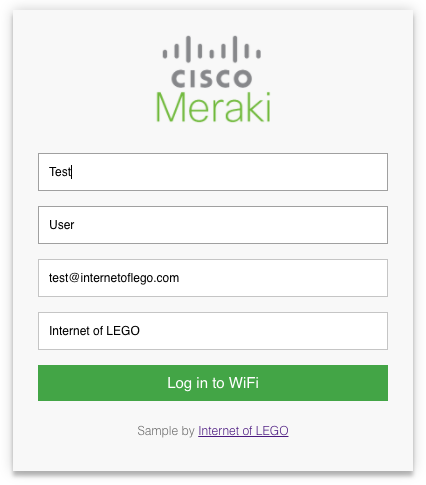 CISCO
Meraki
Test
User
test@internetoflego.com
Internet of LEGO
Log in to WiFi
Sample by Internet of LEGO